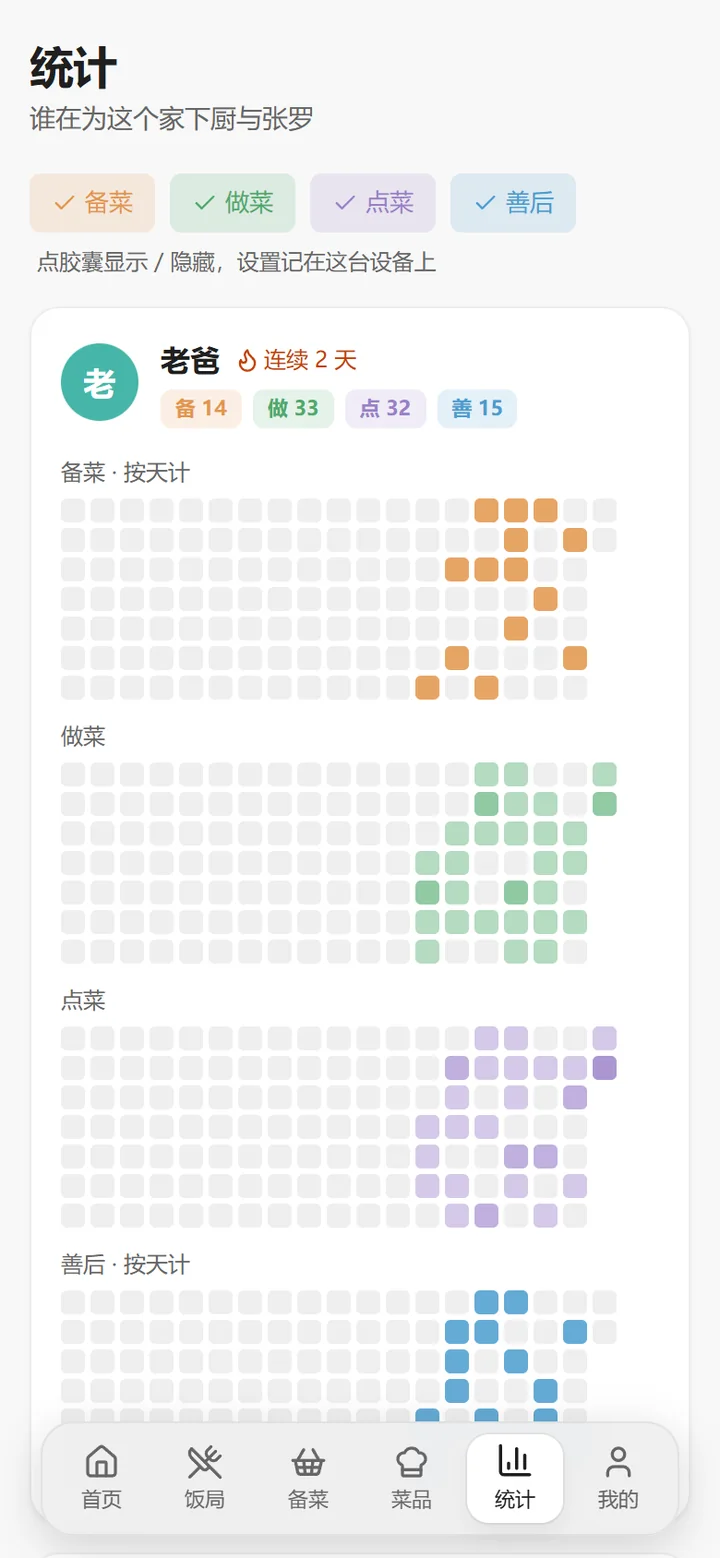 统计
谁在为这个家下厨与张罗
备菜 做菜 点菜 善后
点胶囊显示 / 隐藏，设置记在这台设备上
老 老爸 连续 2 天
备 14 做 33 点 32 善 15
备菜 · 按天计
做菜
点菜
善后 · 按天计
首页 饭局 备菜 菜品 统计 我的